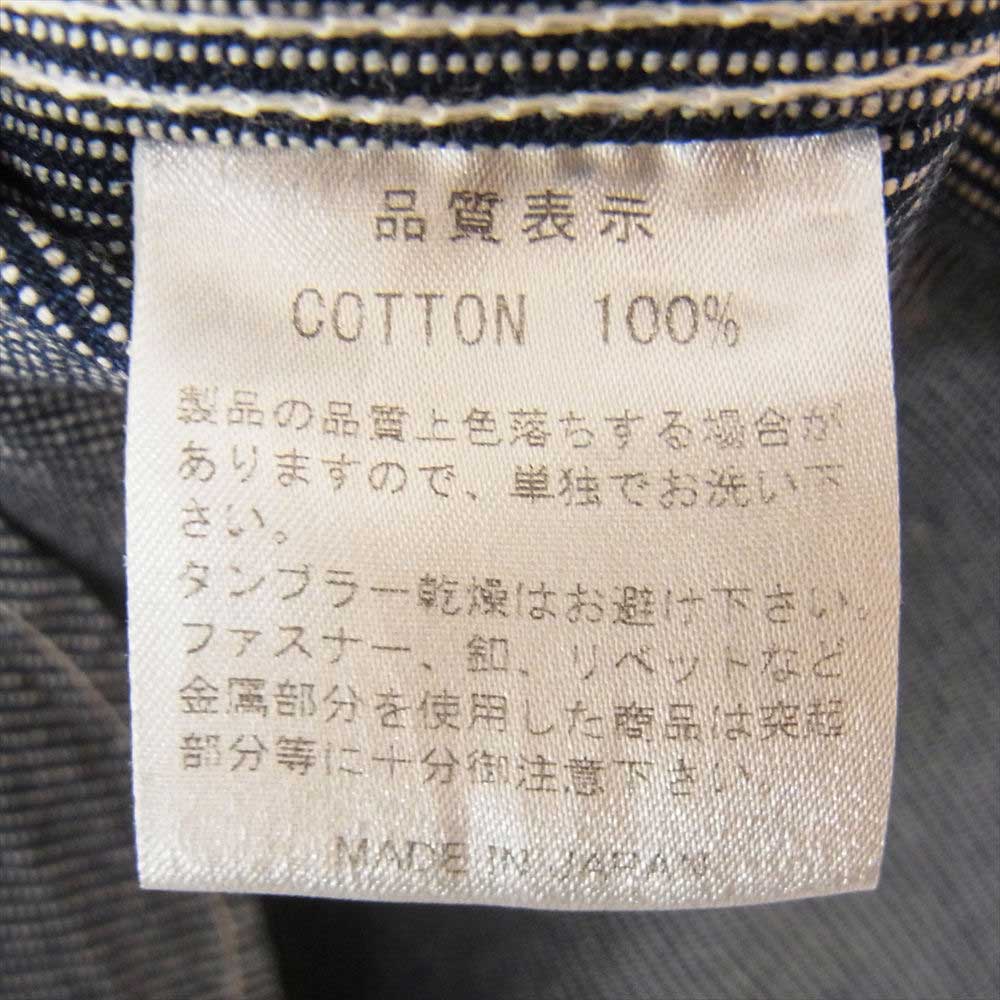 品質表示
COTTON 100%
製品の品質上色落ちする場合が
ありますので、単独でお洗い下
さい。
タンブラー乾燥はお避け下さい。
ファスナー、釦、リベットなど
金属部分を使用した商品は突起
部分等に十分御注意下さい。
MADE IN JAPAN